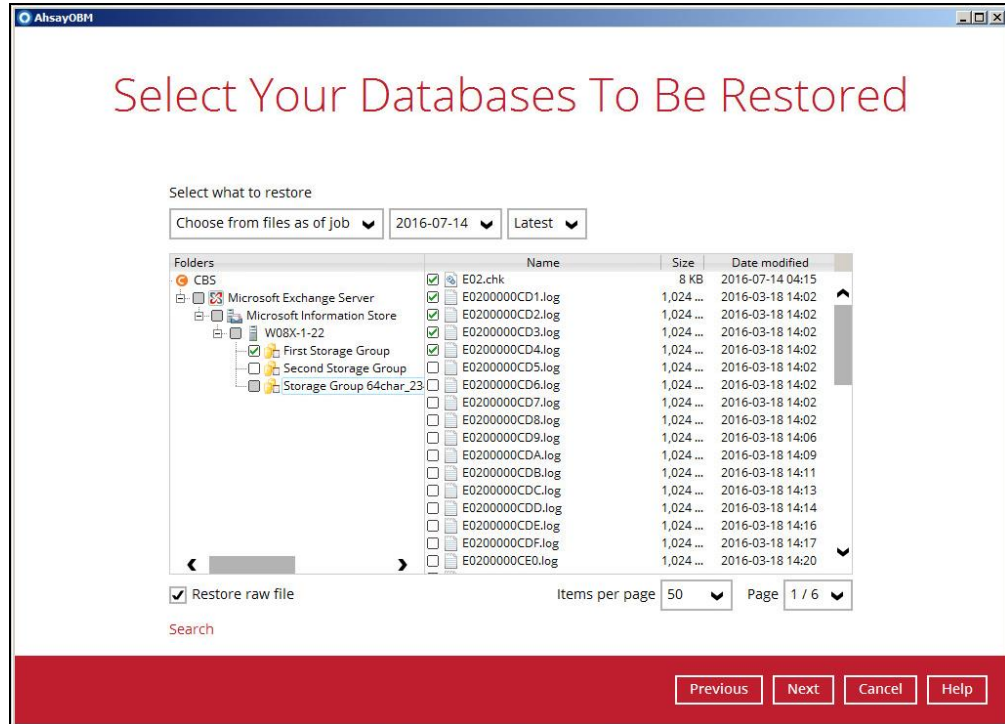 AhsayOBM
Select Your Databases To Be Restored
Select what to restore
Choose from files as of job 2016-07-14 Latest
Folders Name Size Date modified
CBS
Microsoft Exchange Server
Microsoft Information Store
W08X-1-22
First Storage Group
Second Storage Group
Storage Group 64char_23
E02.chk 8 KB 2016-07-14 04:15
E0200000CD1.log 1,024 ... 2016-03-18 14:02
E0200000CD2.log 1,024 ... 2016-03-18 14:02
E0200000CD3.log 1,024 ... 2016-03-18 14:02
E0200000CD4.log 1,024 ... 2016-03-18 14:02
E0200000CD5.log 1,024 ... 2016-03-18 14:02
E0200000CD6.log 1,024 ... 2016-03-18 14:02
E0200000CD7.log 1,024 ... 2016-03-18 14:02
E0200000CD8.log 1,024 ... 2016-03-18 14:02
E0200000CD9.log 1,024 ... 2016-03-18 14:06
E0200000CDA.log 1,024 ... 2016-03-18 14:09
E0200000CDB.log 1,024 ... 2016-03-18 14:11
E0200000CDC.log 1,024 ... 2016-03-18 14:13
E0200000CDD.log 1,024 ... 2016-03-18 14:14
E0200000CDE.log 1,024 ... 2016-03-18 14:16
E0200000CDF.log 1,024 ... 2016-03-18 14:17
E0200000CE0.log 1,024 ... 2016-03-18 14:20
Restore raw file Items per page 50 Page 1 / 6
Search
Previous Next Cancel Help